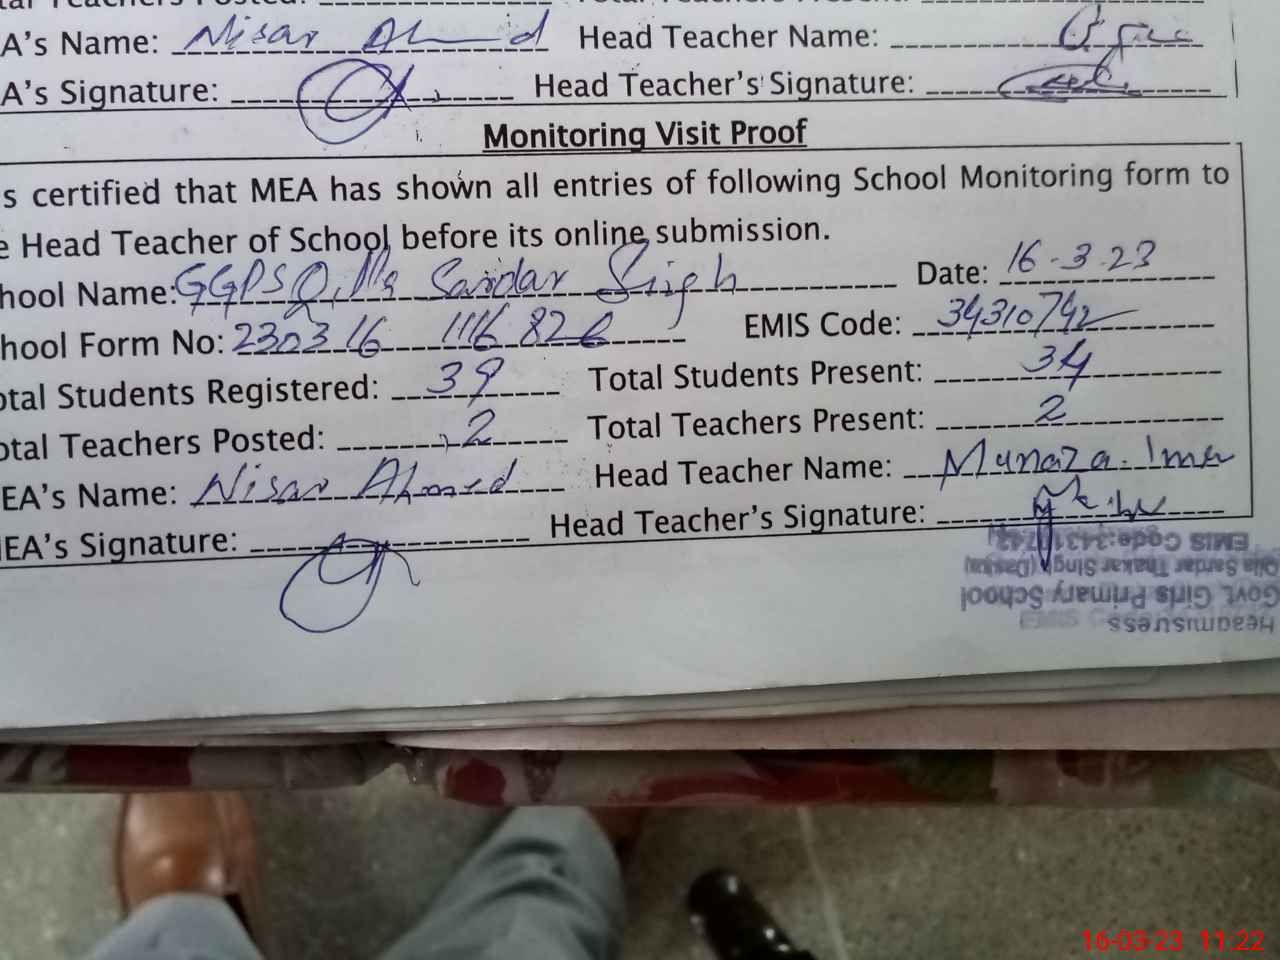 A's Name: Nisar Ahmed Head Teacher Name:
A's Signature: Head Teacher's Signature:
Monitoring Visit Proof
s certified that MEA has shown all entries of following School Monitoring form to
e Head Teacher of School before its online submission.
hool Name: GGPS Qilla Sardar Singh Date: 16-3-23
hool Form No: 230316 1116 826 EMIS Code: 34310742
otal Students Registered: 39 Total Students Present: 34
otal Teachers Posted: 2 Total Teachers Present: 2
EA's Name: Nisar Ahmed Head Teacher Name: Munaza
EA's Signature: Head Teacher's Signature:
Headmistress
Govt. Girls Primary School
Qila Sardar Thakar Singh (Daska)
EMIS Code:34310742
16-03-23 11:22